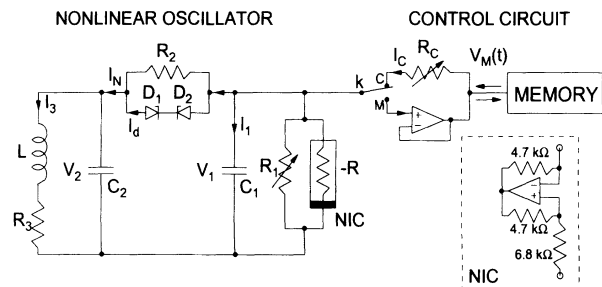 NONLINEAR OSCILLATOR
CONTROL CIRCUIT
R2
IN
D1 D2
Id
I3
L
V2
C2
R3
I1
V1
C1
R1
-R
NIC
k
C
M
IC
RC
VM(t)
MEMORY
4.7 kΩ
4.7 kΩ
6.8 kΩ
NIC